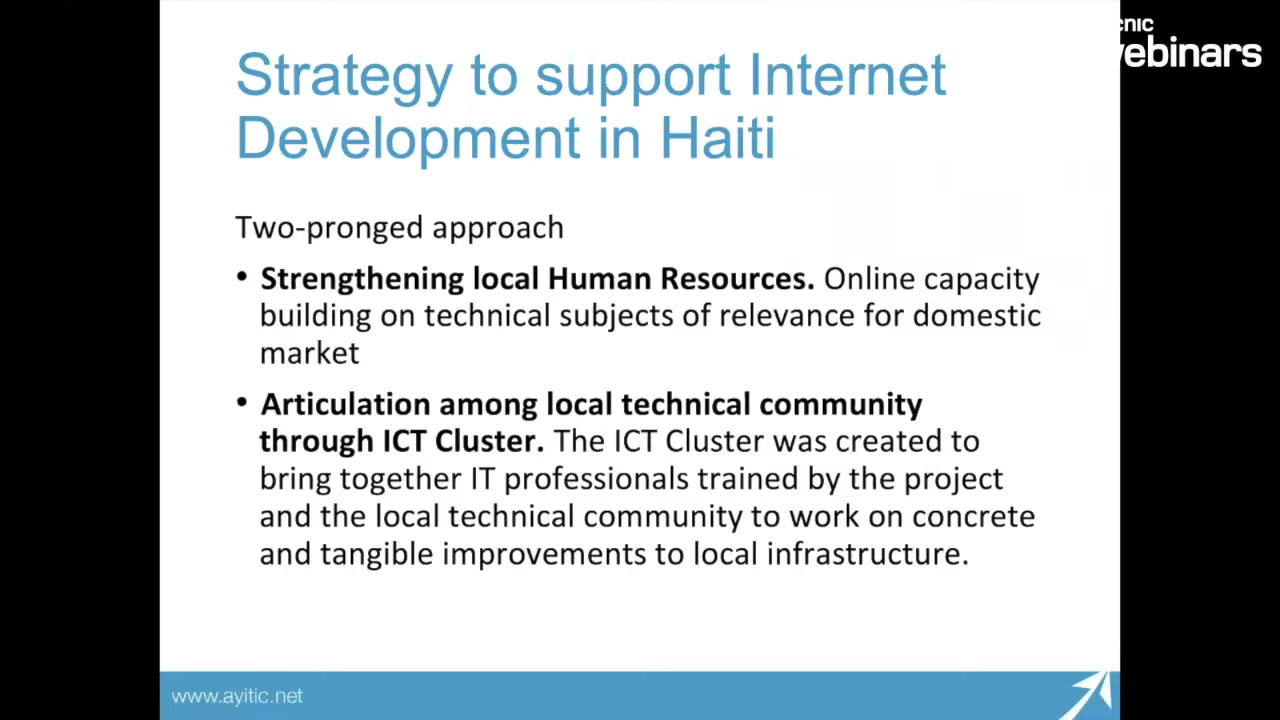 Strategy to support Internet
Development in Haiti
Two-pronged approach
• Strengthening local Human Resources. Online capacity
building on technical subjects of relevance for domestic
market
• Articulation among local technical community
through ICT Cluster. The ICT Cluster was created to
bring together IT professionals trained by the project
and the local technical community to work on concrete
and tangible improvements to local infrastructure.
www.ayitic.net
cnic
webinars